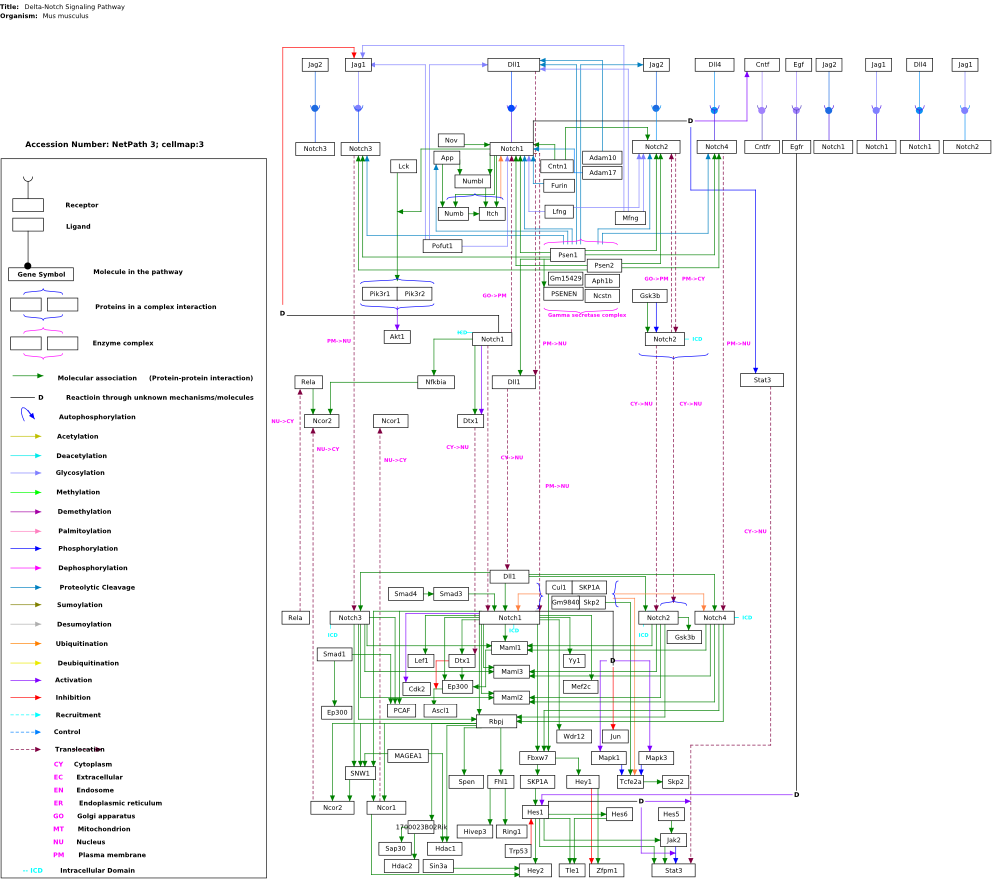 Title: Delta-Notch Signaling Pathway
Organism: Mus musculus
Jag2
Jag1
Dll1
Jag2
Dll4
Cntf
Egf
Jag2
Jag1
Dll4
Jag1
D
Accession Number: NetPath 3; cellmap:3
Notch3
Notch3
Nov
Notch1
Notch2
Notch4
Cntfr
Egfr
Notch1
Notch1
Notch2
App
Adam10
Lck
Cntn1
Adam17
Numbl
Furin
Numb
Itch
Lfng
Mfng
Pofut1
Psen1
Psen2
Gm15429
Aph1b
PSENEN
Ncstn
Gamma secretase complex
Gsk3b
GO->PM
PM->CY
GO->PM
Pik3r1
Pik3r2
Akt1
D
ICD
Notch1
Notch2
ICD
PM->NU
PM->NU
PM->NU
Rela
Nfkbia
Dll1
Stat3
CY->NU
CY->NU
Ncor2
Ncor1
Dtx1
NU->CY
NU->CY
NU->CY
CY->NU
CY->NU
PM->NU
CY->NU
Receptor
Ligand
Gene Symbol
Molecule in the pathway
Proteins in a complex interaction
Enzyme complex
Molecular association (Protein-protein interaction)
D
Reactioin through unknown mechanisms/molecules
Autophosphorylation
Acetylation
Deacetylation
Glycosylation
Methylation
Demethylation
Palmitoylation
Phosphorylation
Dephosphorylation
Proteolytic Cleavage
Sumoylation
Desumoylation
Ubiquitination
Deubiquitination
Activation
Inhibition
Recruitment
Control
Translocation
CY Cytoplasm
EC Extracellular
EN Endosome
ER Endoplasmic reticulum
GO Golgi apparatus
MT Mitochondrion
NU Nucleus
PM Plasma membrane
-- ICD Intracellular Domain
Dll1
Cul1
SKP1A
Smad4
Smad3
Gm9840
Skp2
Rela
Notch3
Notch1
Notch2
Notch4
ICD
ICD
ICD
ICD
Gsk3b
Maml1
Smad1
Lef1
Dtx1
Yy1
D
Maml3
Cdk2
Ep300
Mef2c
Maml2
Ep300
PCAF
Ascl1
Rbpj
Wdr12
Jun
MAGEA1
Fbxw7
Mapk1
Mapk3
SNW1
Spen
Fhl1
SKP1A
Hey1
Tcfe2a
Skp2
D
Ncor2
Ncor1
D
Hes1
Hes6
Hes5
1700023B02Rik
Hivep3
Ring1
Jak2
Sap30
Hdac1
Trp53
Hdac2
Sin3a
Hey2
Tle1
Zfpm1
Stat3